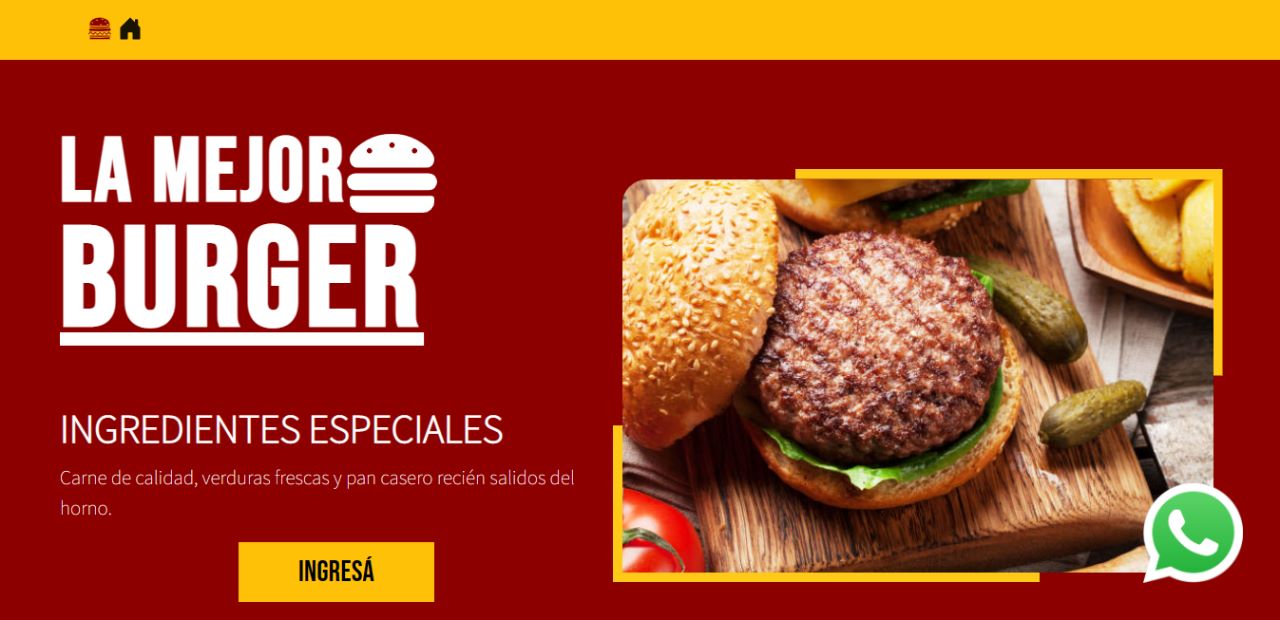 LA MEJOR
BURGER
INGREDIENTES ESPECIALES
Carne de calidad, verduras frescas y pan casero recién salidos del
horno.
INGRESÁ